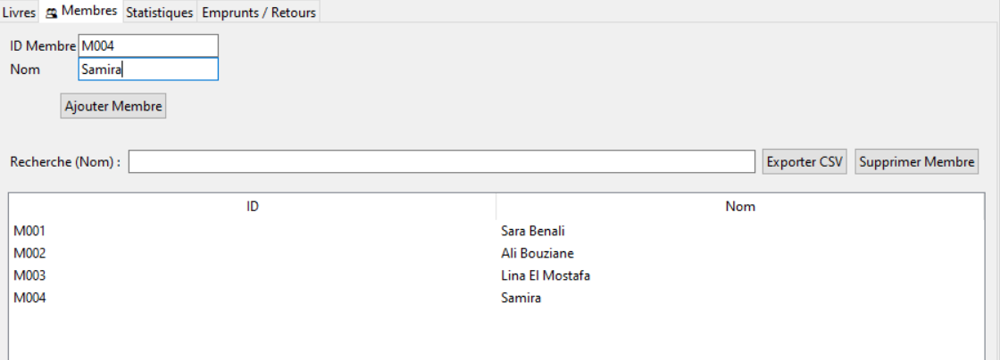 Livres Membres Statistiques Emprunts / Retours
ID Membre M004
Nom Samira
Ajouter Membre
Recherche (Nom) : Exporter CSV Supprimer Membre
ID Nom
M001 Sara Benali
M002 Ali Bouziane
M003 Lina El Mostafa
M004 Samira